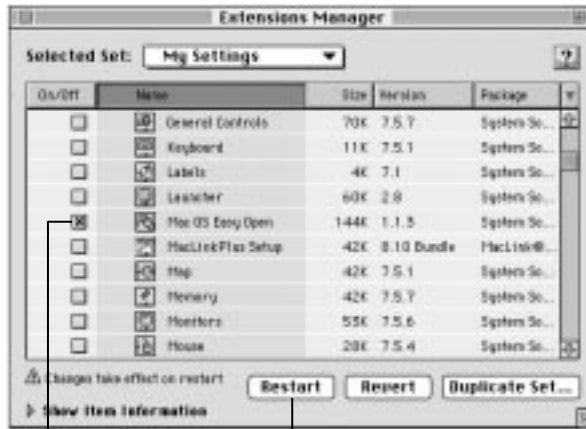 Extensions Manager
Selected Set: My Settings ?
On/Off Name Size Version Package
General Controls 70K 7.5.7 System So...
Keyboard 11K 7.5.1 System So...
Labels 4K 7.1 System So...
Launcher 60K 2.8 System So...
Mac OS Easy Open 144K 1.1.5 System So...
MacLinkPlus Setup 42K 8.10 Bundle MacLink®...
Map 42K 7.5.1 System So...
Memory 42K 7.5.7 System So...
Monitors 55K 7.5.6 System So...
Mouse 28K 7.5.4 System So...
Changes take effect on restart
Restart Revert Duplicate Set...
Show Item Information